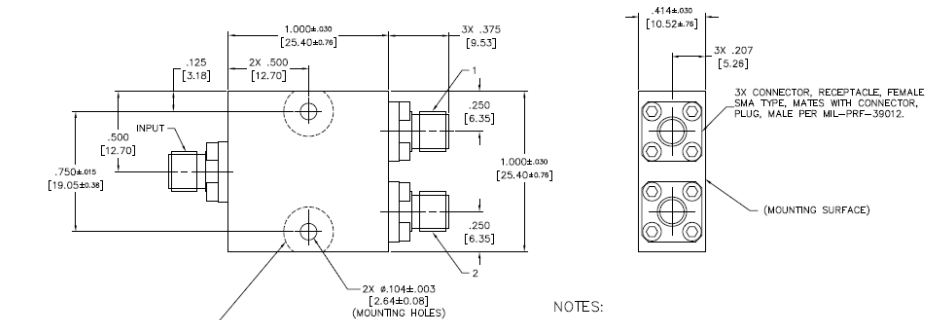 1.000±.030
[25.40±0.76]
3X .375
[9.53]
.414±.030
[10.52±.76]
3X .207
[5.26]
.125
[3.18]
2X .500
[12.70]
1
3X CONNECTOR, RECEPTACLE, FEMALE
SMA TYPE, MATES WITH CONNECTOR,
PLUG, MALE PER MIL-PRF-39012.
.250
[6.35]
INPUT
.500
[12.70]
.750±.015
[19.05±0.38]
1.000±.030
[25.40±0.76]
(MOUNTING SURFACE)
.250
[6.35]
2
2X ø.104±.003
[2.64±0.08]
(MOUNTING HOLES)
NOTES: